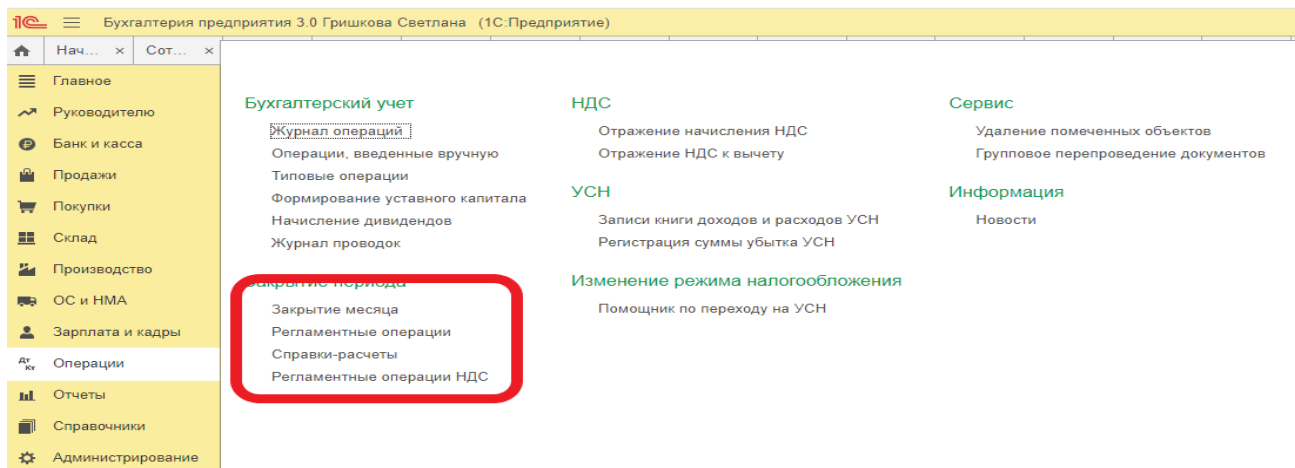 1С Бухгалтерия предприятия 3.0 Гришкова Светлана (1С:Предприятие)
Нач... × Сот... ×
Главное
Руководителю
Банк и касса
Продажи
Покупки
Склад
Производство
ОС и НМА
Зарплата и кадры
Дт Кт Операции
Отчеты
Справочники
Администрирование
Бухгалтерский учет
Журнал операций
Операции, введенные вручную
Типовые операции
Формирование уставного капитала
Начисление дивидендов
Журнал проводок
Закрытие периода
Закрытие месяца
Регламентные операции
Справки-расчеты
Регламентные операции НДС
НДС
Отражение начисления НДС
Отражение НДС к вычету
УСН
Записи книги доходов и расходов УСН
Регистрация суммы убытка УСН
Изменение режима налогообложения
Помощник по переходу на УСН
Сервис
Удаление помеченных объектов
Групповое перепроведение документов
Информация
Новости